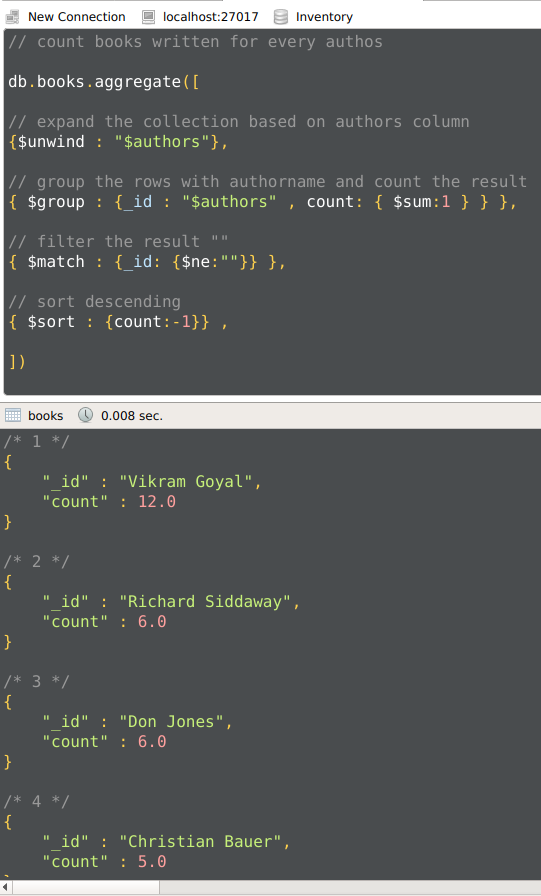 New Connection localhost:27017 Inventory
// count books written for every authos
db.books.aggregate([
// expand the collection based on authors column
{$unwind : "$authors"},
// group the rows with authorname and count the result
{ $group : {_id : "$authors" , count: { $sum:1 } } },
// filter the result ""
{ $match : {_id: {$ne:""}} },
// sort descending
{ $sort : {count:-1}} ,
])
books 0.008 sec.
/* 1 */
{
"_id" : "Vikram Goyal",
"count" : 12.0
}
/* 2 */
{
"_id" : "Richard Siddaway",
"count" : 6.0
}
/* 3 */
{
"_id" : "Don Jones",
"count" : 6.0
}
/* 4 */
{
"_id" : "Christian Bauer",
"count" : 5.0
}